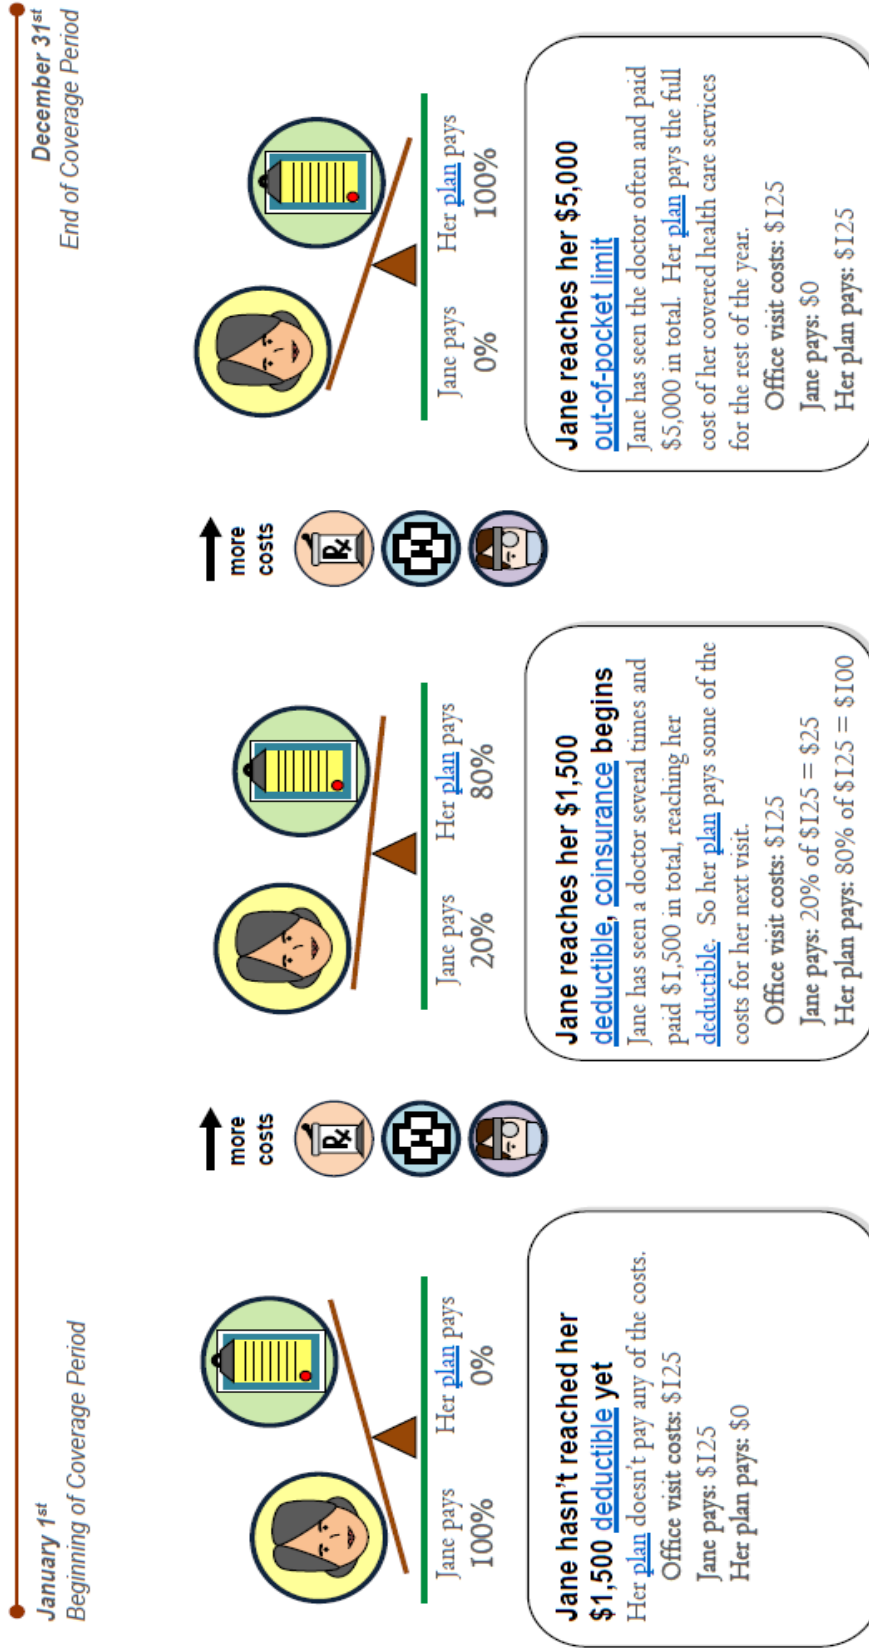 January 1st
Beginning of Coverage Period
December 31st
End of Coverage Period
Jane pays
100%
Her plan pays
0%
more
costs
Rx
H
Jane pays
20%
Her plan pays
80%
more
costs
Rx
H
Jane pays
0%
Her plan pays
100%
Jane hasn't reached her
$1,500 deductible yet
Her plan doesn't pay any of the costs.
Office visit costs: $125
Jane pays: $125
Her plan pays: $0
Jane reaches her $1,500
deductible, coinsurance begins
Jane has seen a doctor several times and
paid $1,500 in total, reaching her
deductible. So her plan pays some of the
costs for her next visit.
Office visit costs: $125
Jane pays: 20% of $125 = $25
Her plan pays: 80% of $125 = $100
Jane reaches her $5,000
out-of-pocket limit
Jane has seen the doctor often and paid
$5,000 in total. Her plan pays the full
cost of her covered health care services
for the rest of the year.
Office visit costs: $125
Jane pays: $0
Her plan pays: $125